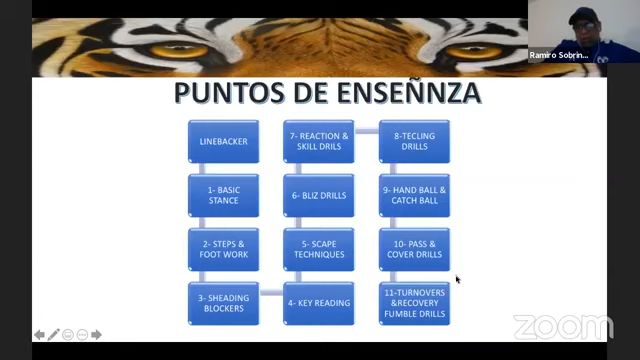 Ramiro Sobrin...
PUNTOS DE ENSEÑNZA
LINEBACKER
1- BASIC
STANCE
2- STEPS &
FOOT WORK
3- SHEADING
BLOCKERS
4- KEY READING
5- SCAPE
TECHNIQUES
6- BLIZ DRILLS
7- REACTION &
SKILL DRILS
8-TECLING
DRILLS
9- HAND BALL &
CATCH BALL
10- PASS &
COVER DRILLS
11-TURNOVERS
&RECOVERY
FUMBLE DRILLS
zoom